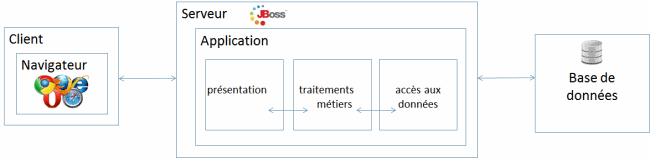 Client
Navigateur
Serveur
JBoss
Application
présentation
traitements
métiers
accès aux
données
Base de
données